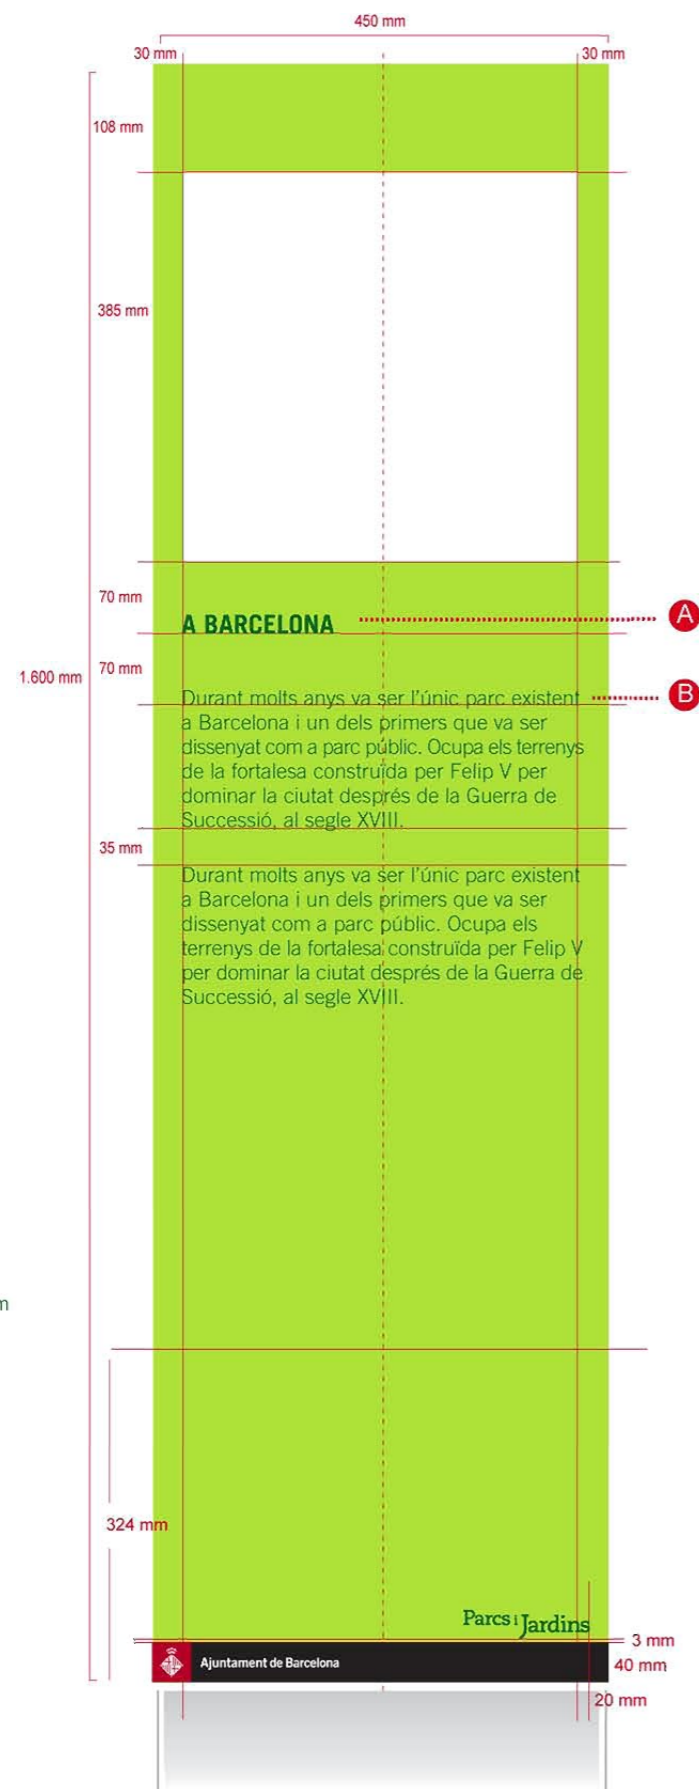 450 mm
30 mm
30 mm
108 mm
385 mm
70 mm
A BARCELONA
A
1.600 mm
70 mm
Durant molts anys va ser l'únic parc existent
B
a Barcelona i un dels primers que va ser
dissenyat com a parc públic. Ocupa els terrenys
de la fortalesa construïda per Felip V per
dominar la ciutat després de la Guerra de
Successió, al segle XVIII.
35 mm
Durant molts anys va ser l'únic parc existent
a Barcelona i un dels primers que va ser
dissenyat com a parc públic. Ocupa els
terrenys de la fortalesa construïda per Felip V
per dominar la ciutat després de la Guerra de
Successió, al segle XVIII.
324 mm
Parcs i Jardins
3 mm
Ajuntament de Barcelona
40 mm
20 mm